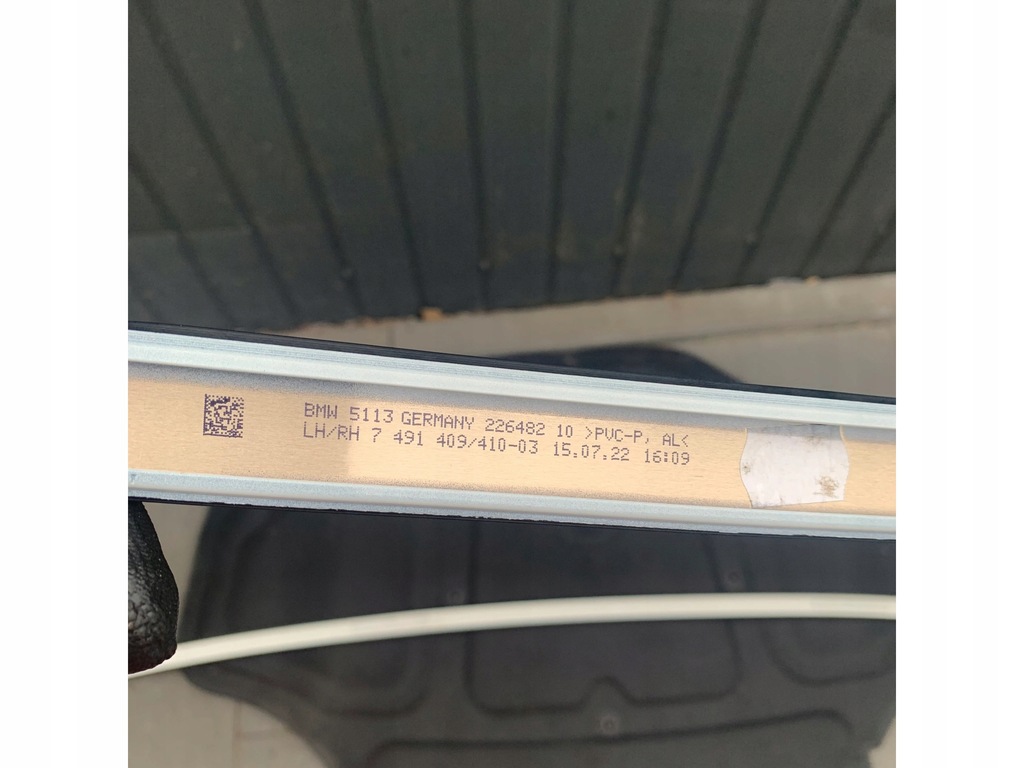 BMW 5113 GERMANY 226482 10 >PVC-P, AL<
LH/RH 7 491 409/410-03 15.07.22 16:09